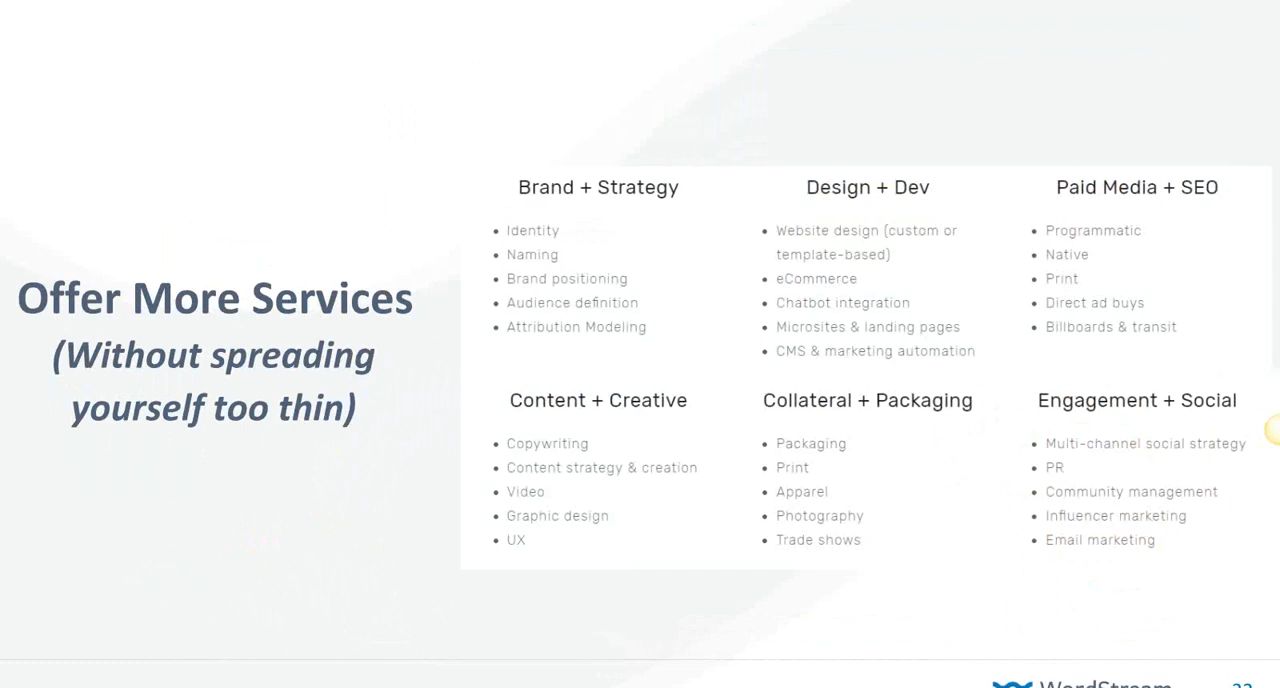 Offer More Services
(Without spreading
yourself too thin)
Brand + Strategy
• Identity
• Naming
• Brand positioning
• Audience definition
• Attribution Modeling
Design + Dev
• Website design (custom or
template-based)
• eCommerce
• Chatbot integration
• Microsites & landing pages
• CMS & marketing automation
Paid Media + SEO
• Programmatic
• Native
• Print
• Direct ad buys
• Billboards & transit
Content + Creative
• Copywriting
• Content strategy & creation
• Video
• Graphic design
• UX
Collateral + Packaging
• Packaging
• Print
• Apparel
• Photography
• Trade shows
Engagement + Social
• Multi-channel social strategy
• PR
• Community management
• Influencer marketing
• Email marketing
WordStream